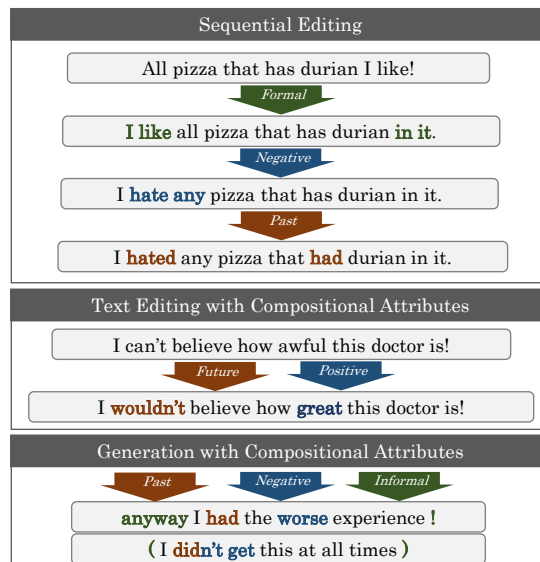 Sequential Editing
All pizza that has durian I like!
Formal
I like all pizza that has durian in it.
Negative
I hate any pizza that has durian in it.
Past
I hated any pizza that had durian in it.
Text Editing with Compositional Attributes
I can't believe how awful this doctor is!
Future Positive
I wouldn't believe how great this doctor is!
Generation with Compositional Attributes
Past Negative Informal
anyway I had the worse experience !
( I didn't get this at all times )